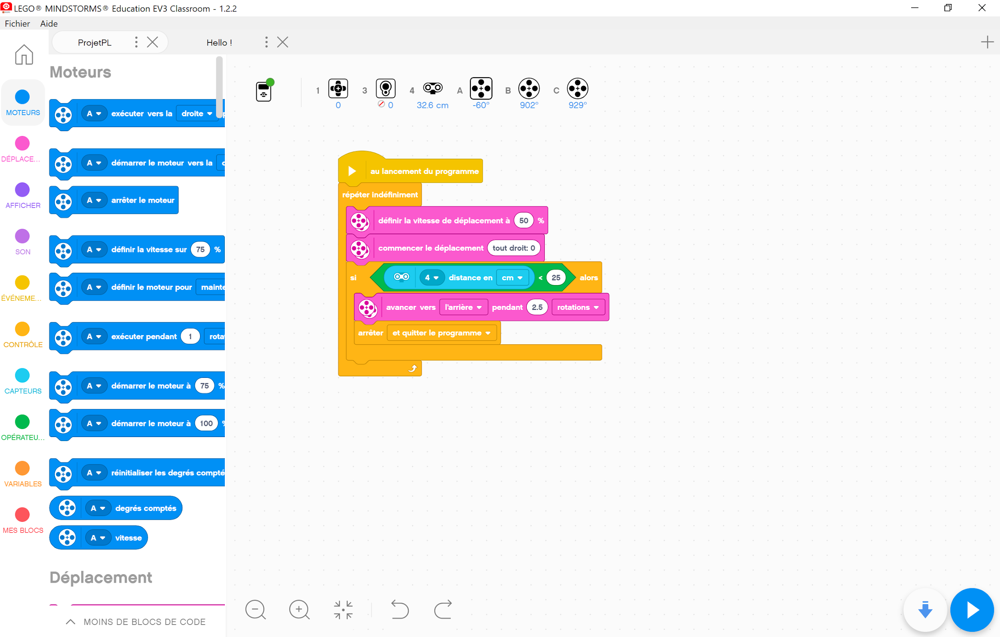 LEGO® MINDSTORMS® Education EV3 Classroom - 1.2.2
Fichier Aide
ProjetPL
Hello !
Moteurs
MOTEURS
DÉPLACE...
AFFICHER
SON
ÉVÉNEME...
CONTRÔLE
CAPTEURS
OPÉRATEU...
VARIABLES
MES BLOCS
A exécuter vers la droite
A démarrer le moteur vers la
A arrêter le moteur
A définir la vitesse sur 75 %
A définir le moteur pour mainte
A exécuter pendant 1 rota
A démarrer le moteur à 75 %
A démarrer le moteur à 100 %
A réinitialiser les degrés compté
A degrés comptés
A vitesse
Déplacement
MOINS DE BLOCS DE CODE
1 3 4 A B C
0 0 32.6 cm -60° 902° 929°
au lancement du programme
répéter indéfiniment
définir la vitesse de déplacement à 50 %
commencer le déplacement tout droit: 0
si 4 distance en cm < 25 alors
avancer vers l'arrière pendant 2.5 rotations
arrêter et quitter le programme